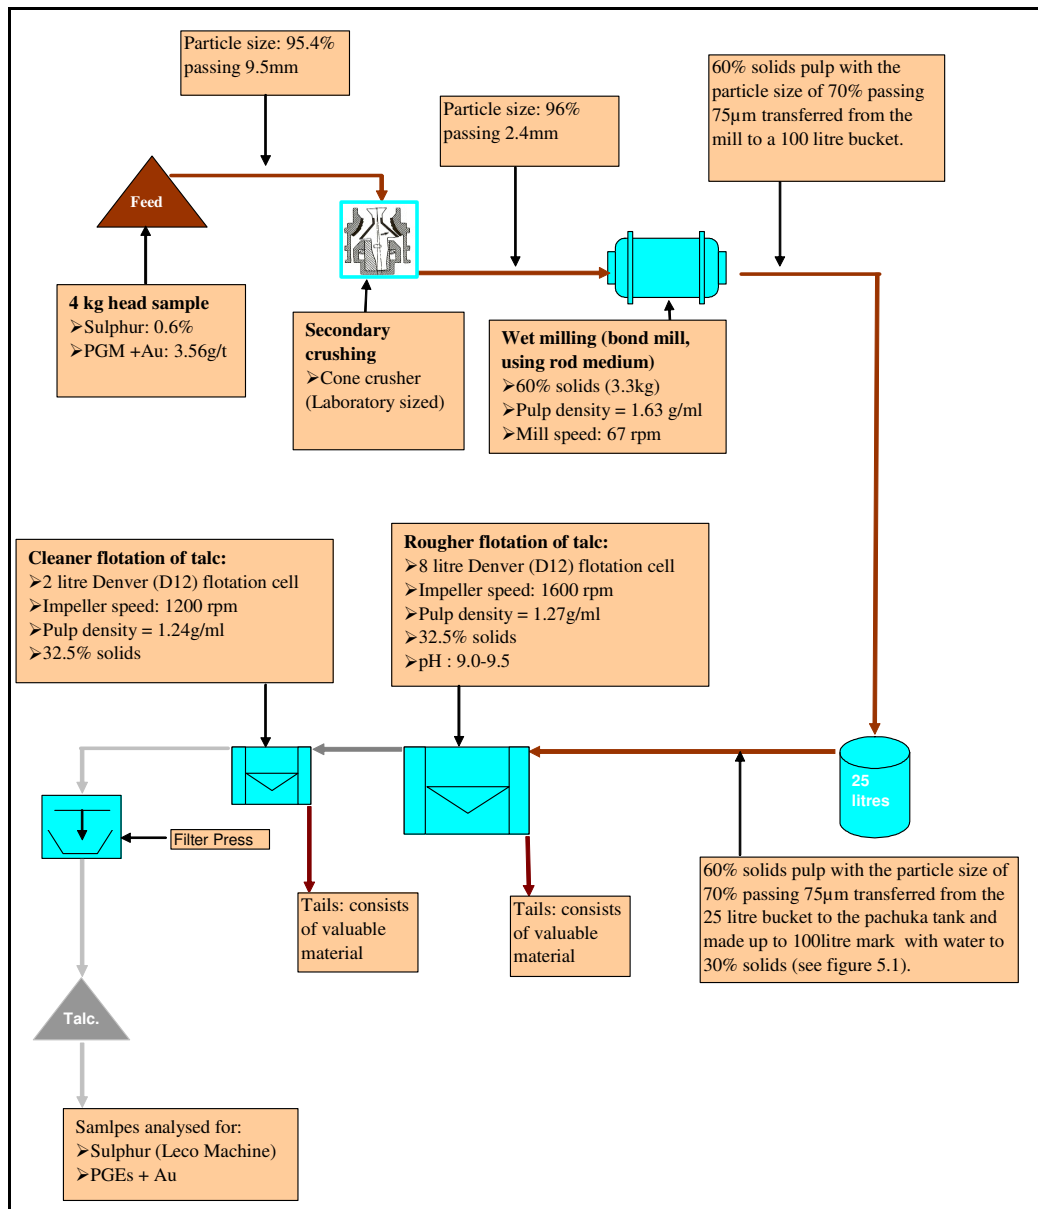 Particle size: 95.4%
passing 9.5mm
Particle size: 96%
passing 2.4mm
60% solids pulp with the
particle size of 70% passing
75µm transferred from the
mill to a 100 litre bucket.
Feed
4 kg head sample
➢Sulphur: 0.6%
➢PGM +Au: 3.56g/t
Secondary
crushing
➢Cone crusher
(Laboratory sized)
Wet milling (bond mill,
using rod medium)
➢60% solids (3.3kg)
➢Pulp density = 1.63 g/ml
➢Mill speed: 67 rpm
Cleaner flotation of talc:
➢2 litre Denver (D12) flotation cell
➢Impeller speed: 1200 rpm
➢Pulp density = 1.24g/ml
➢32.5% solids
Rougher flotation of talc:
➢8 litre Denver (D12) flotation cell
➢Impeller speed: 1600 rpm
➢Pulp density = 1.27g/ml
➢32.5% solids
➢pH : 9.0-9.5
25
litres
Filter Press
Tails: consists
of valuable
material
Tails: consists
of valuable
material
60% solids pulp with the particle size of
70% passing 75µm transferred from the
25 litre bucket to the pachuka tank and
made up to 100litre mark with water to
30% solids (see figure 5.1).
Talc.
Samlpes analysed for:
➢Sulphur (Leco Machine)
➢PGEs + Au